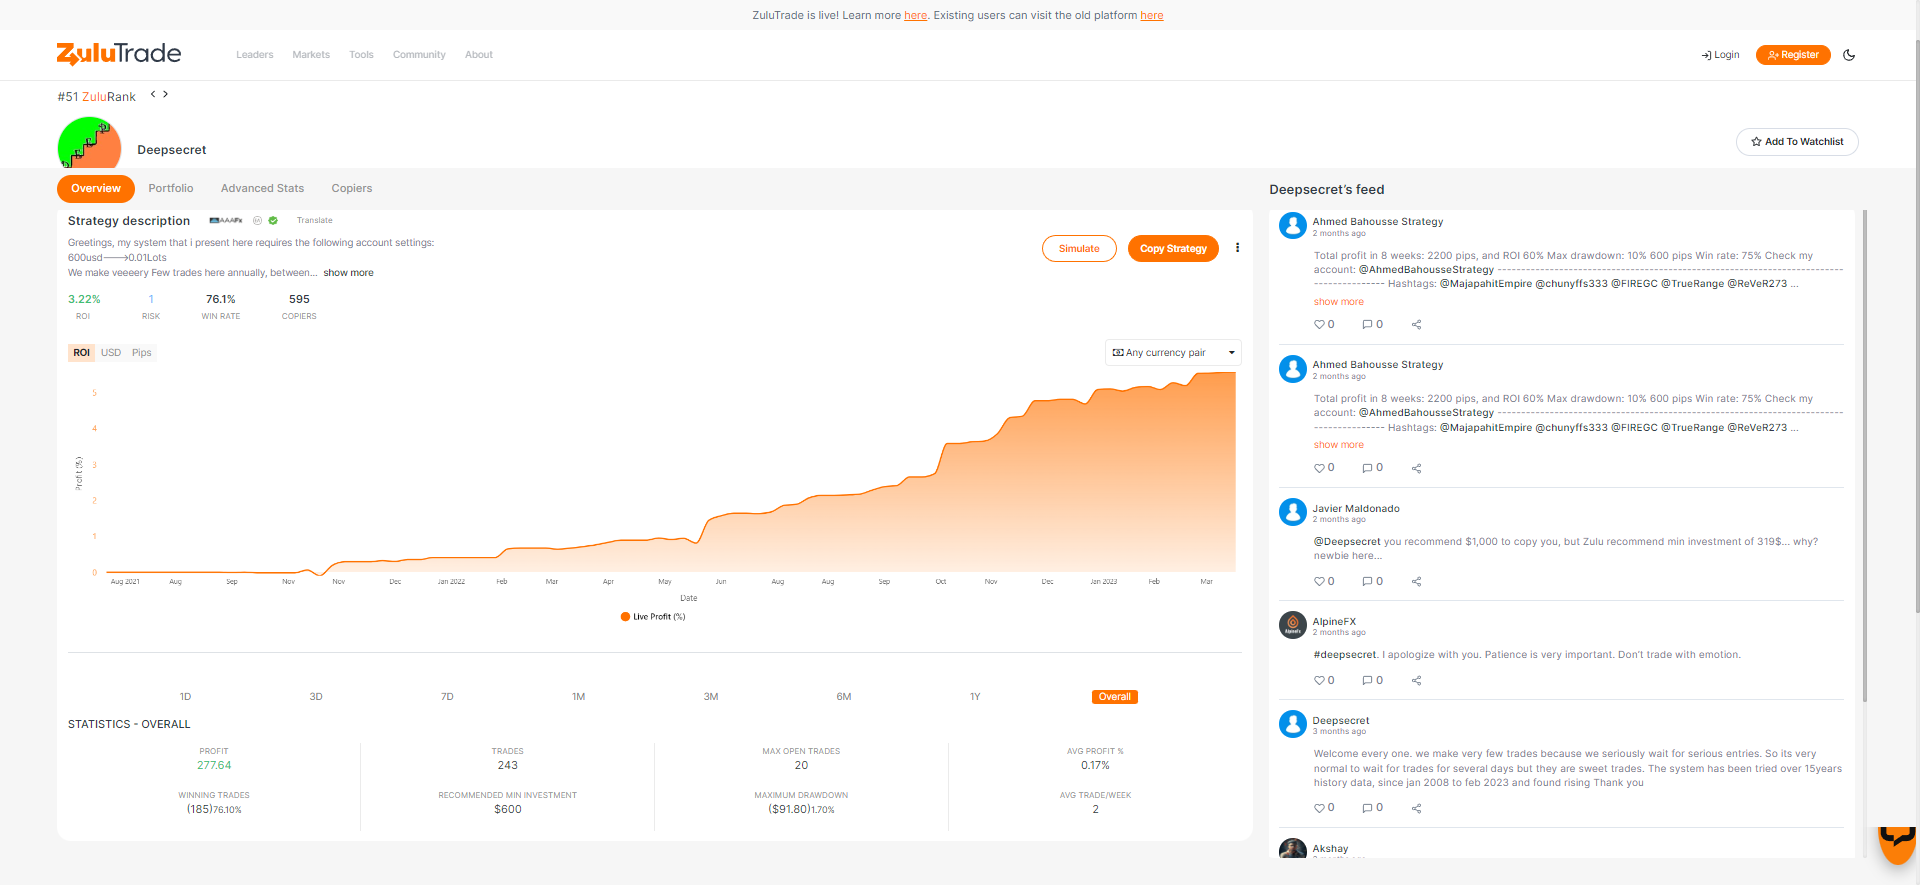 ZuluTrade is live! Learn more here. Existing users can visit the old platform here
ZuluTrade
Leaders Markets Tools Community About
Login Register
#51 ZuluRank < >
Deepsecret
Add To Watchlist
Overview Portfolio Advanced Stats Copiers
Strategy description AAAFx Translate
Greetings, my system that i present here requires the following account settings:
600usd--->0.01Lots
We make veeeery Few trades here annually, between... show more
Simulate Copy Strategy
3.22% 1 76.1% 595
ROI RISK WIN RATE COPIERS
ROI USD Pips
Any currency pair
5
4
3
2
1
0
Profit (%)
Aug 2021 Aug Sep Nov Nov Dec Jan 2022 Feb Mar Apr May Jun Aug Aug Sep Oct Nov Dec Jan 2023 Feb Mar
Date
Live Profit (%)
1D 3D 7D 1M 3M 6M 1Y Overall
STATISTICS - OVERALL
PROFIT TRADES MAX OPEN TRADES AVG PROFIT %
277.64 243 20 0.17%
WINNING TRADES RECOMMENDED MIN INVESTMENT MAXIMUM DRAWDOWN AVG TRADE/WEEK
(185)76.10% $600 ($91.80)1.70% 2
Deepsecret's feed
Ahmed Bahousse Strategy
2 months ago
Total profit in 8 weeks: 2200 pips, and ROI 60% Max drawdown: 10% 600 pips Win rate: 75% Check my
account: @AhmedBahousseStrategy ---------------------------------------------------------------------
--------------- Hashtags: @MajapahitEmpire @chunyffs333 @FIREGC @TrueRange @ReVeR273 ...
show more
0 0
Ahmed Bahousse Strategy
2 months ago
Total profit in 8 weeks: 2200 pips, and ROI 60% Max drawdown: 10% 600 pips Win rate: 75% Check my
account: @AhmedBahousseStrategy ---------------------------------------------------------------------
--------------- Hashtags: @MajapahitEmpire @chunyffs333 @FIREGC @TrueRange @ReVeR273 ...
show more
0 0
Javier Maldonado
2 months ago
@Deepsecret you recommend $1,000 to copy you, but Zulu recommend min investment of 319$... why?
newbie here...
0 0
AlpineFX
2 months ago
#deepsecret. I apologize with you. Patience is very important. Don't trade with emotion.
0 0
Deepsecret
3 months ago
Welcome every one. we make very few trades because we seriously wait for serious entries. So its very
normal to wait for trades for several days but they are sweet trades. The system has been tried over 15years
history data, since jan 2008 to feb 2023 and found rising Thank you
0 0
Akshay